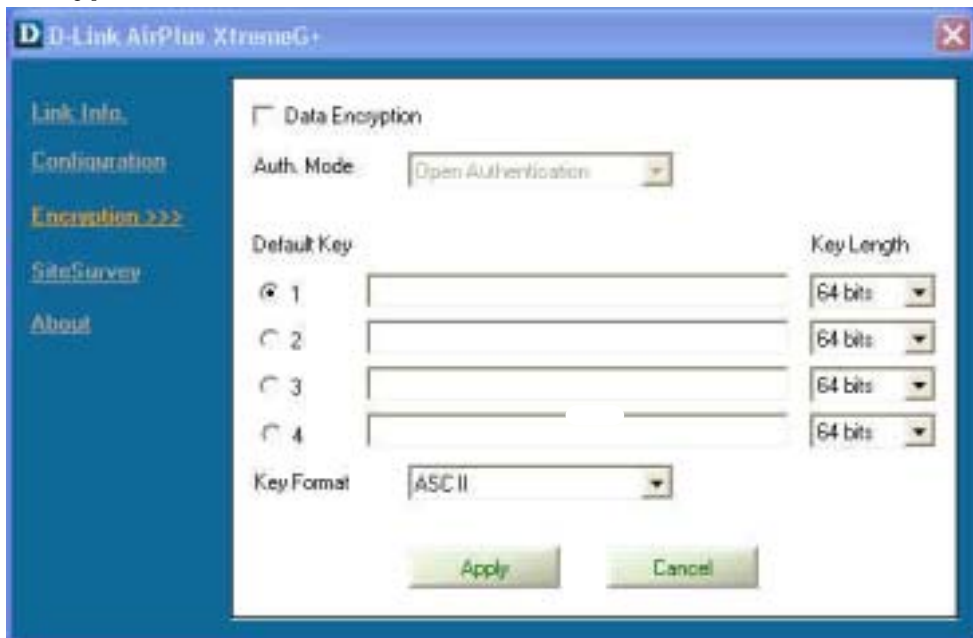 D D-Link AirPlus XtremeG+
Link Info.
Configuration
Encryption >>>
SiteSurvey
About
Data Encryption
Auth. Mode Open Authentication
Default Key Key Length
1 64 bits
2 64 bits
3 64 bits
4 64 bits
Key Format ASC II
Apply Cancel